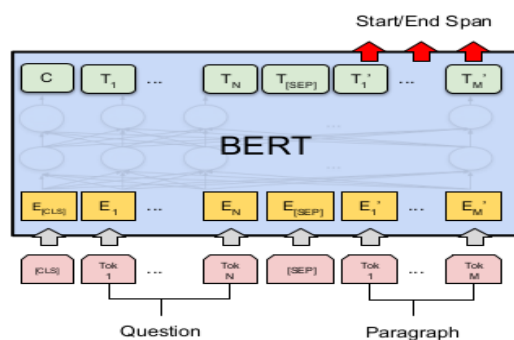 Start/End Span
C T1 ... TN T[SEP] T1' ... TM'
BERT
E[CLS] E1 ... EN E[SEP] E1' ... EM'
[CLS] Tok 1 ... Tok N [SEP] Tok 1 ... Tok M
Question Paragraph